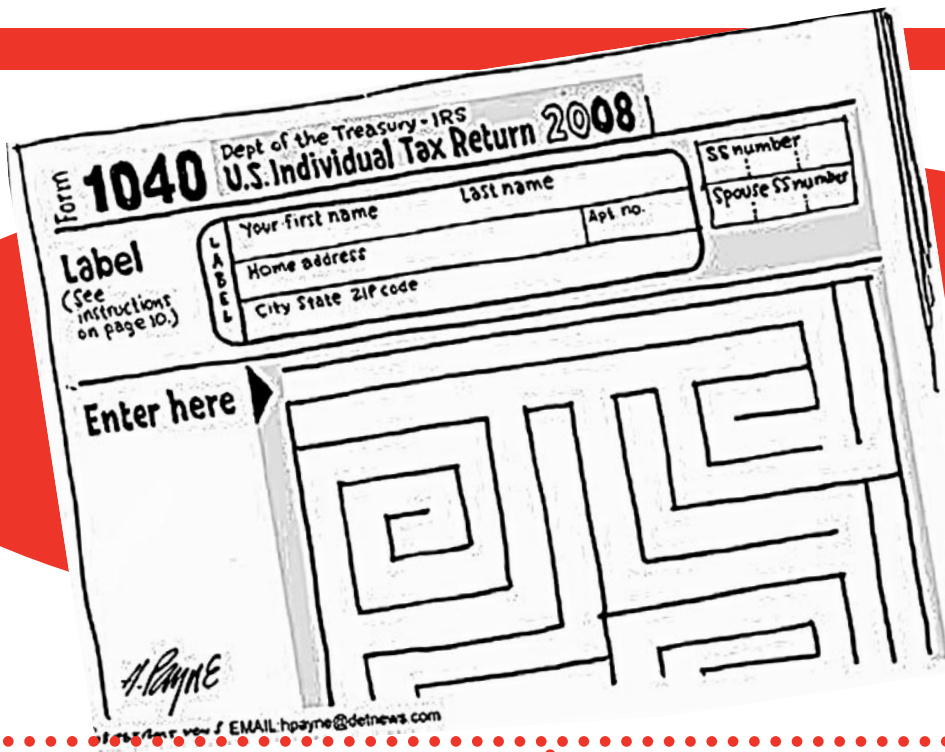 Form 1040
Dept of the Treasury - IRS
U.S. Individual Tax Return 2008
SS number
Spouse SS number
Label
(See
instructions
on page 10.)
LABEL
Your first name Last name
Home address Apt no.
City State ZIP code
Enter here
H. PAYNE
EMAIL:hpayne@detnews.com